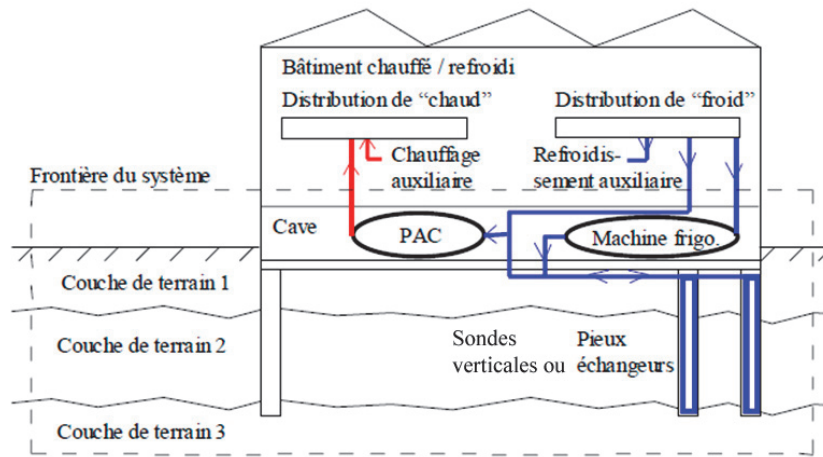 Bâtiment chauffé / refroidi
Distribution de “chaud”
Distribution de “froid”
Chauffage
auxiliaire
Refroidis-
sement auxiliaire
Frontière du système
Cave
PAC
Machine frigo.
Couche de terrain 1
Couche de terrain 2
Sondes
verticales ou
Pieux
échangeurs
Couche de terrain 3